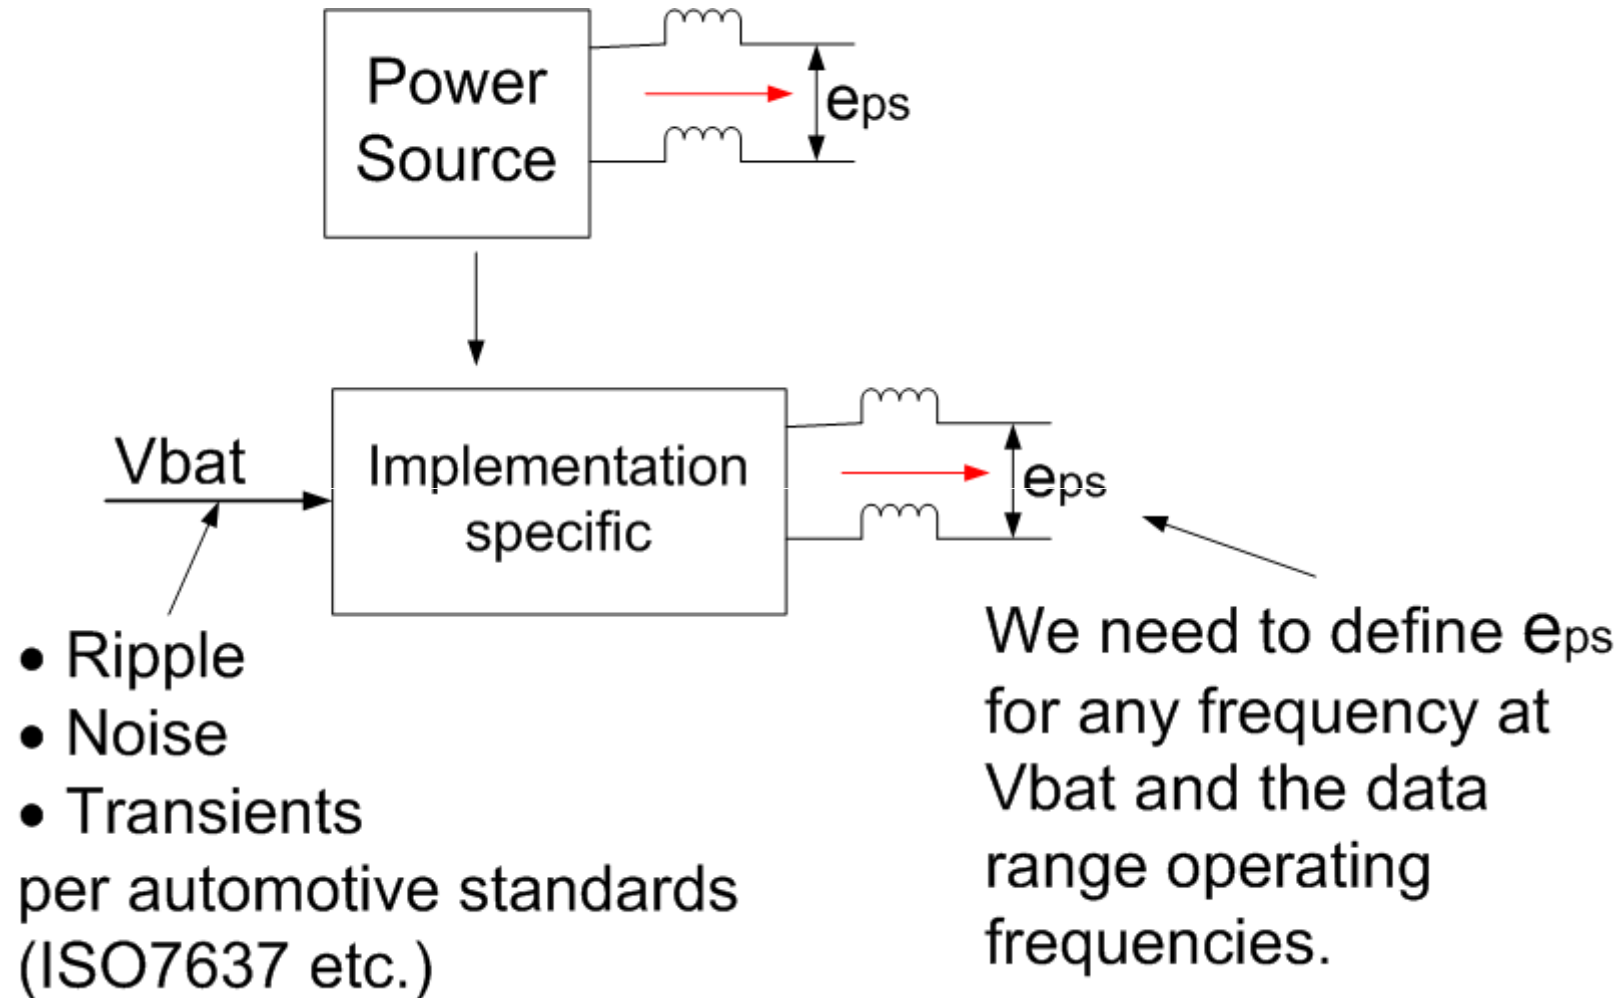 Power
Source
eps
Vbat
Implementation
specific
eps
• Ripple
• Noise
• Transients
per automotive standards
(ISO7637 etc.)
We need to define eps
for any frequency at
Vbat and the data
range operating
frequencies.